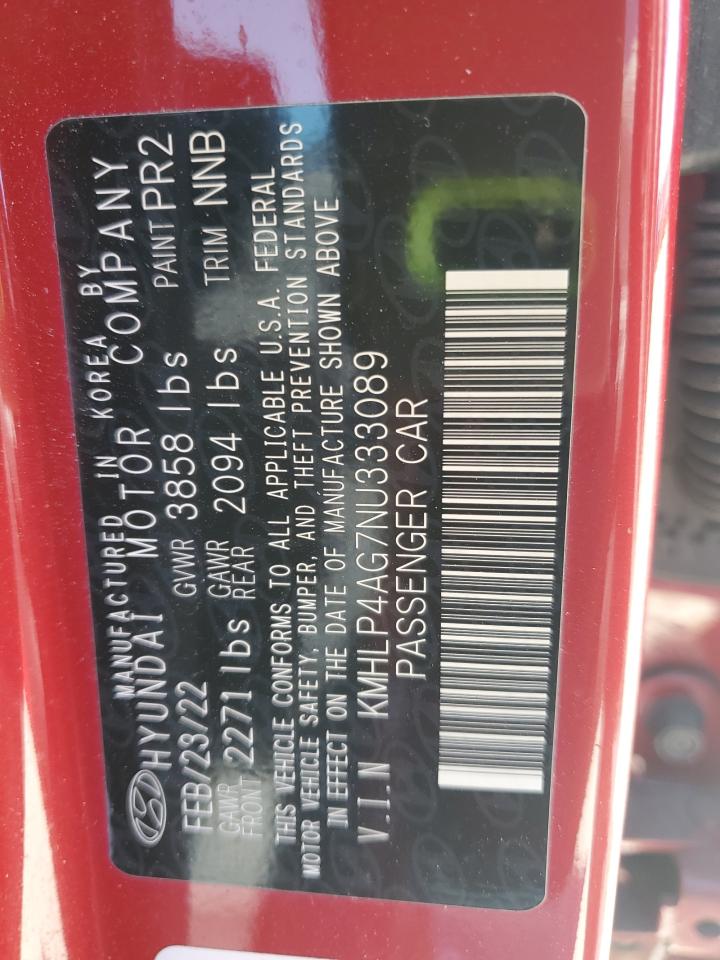 MANUFACTURED IN KOREA BY
HYUNDAI MOTOR COMPANY
FEB/23/22 GVWR 3858 lbs PAINT PR2
GAWR FRONT 2271 lbs GAWR REAR 2094 lbs TRIM NNB
THIS VEHICLE CONFORMS TO ALL APPLICABLE U.S.A. FEDERAL
MOTOR VEHICLE SAFETY, BUMPER, AND THEFT PREVENTION STANDARDS
IN EFFECT ON THE DATE OF MANUFACTURE SHOWN ABOVE
V.I.N KMHLP4AG7NU333089
PASSENGER CAR